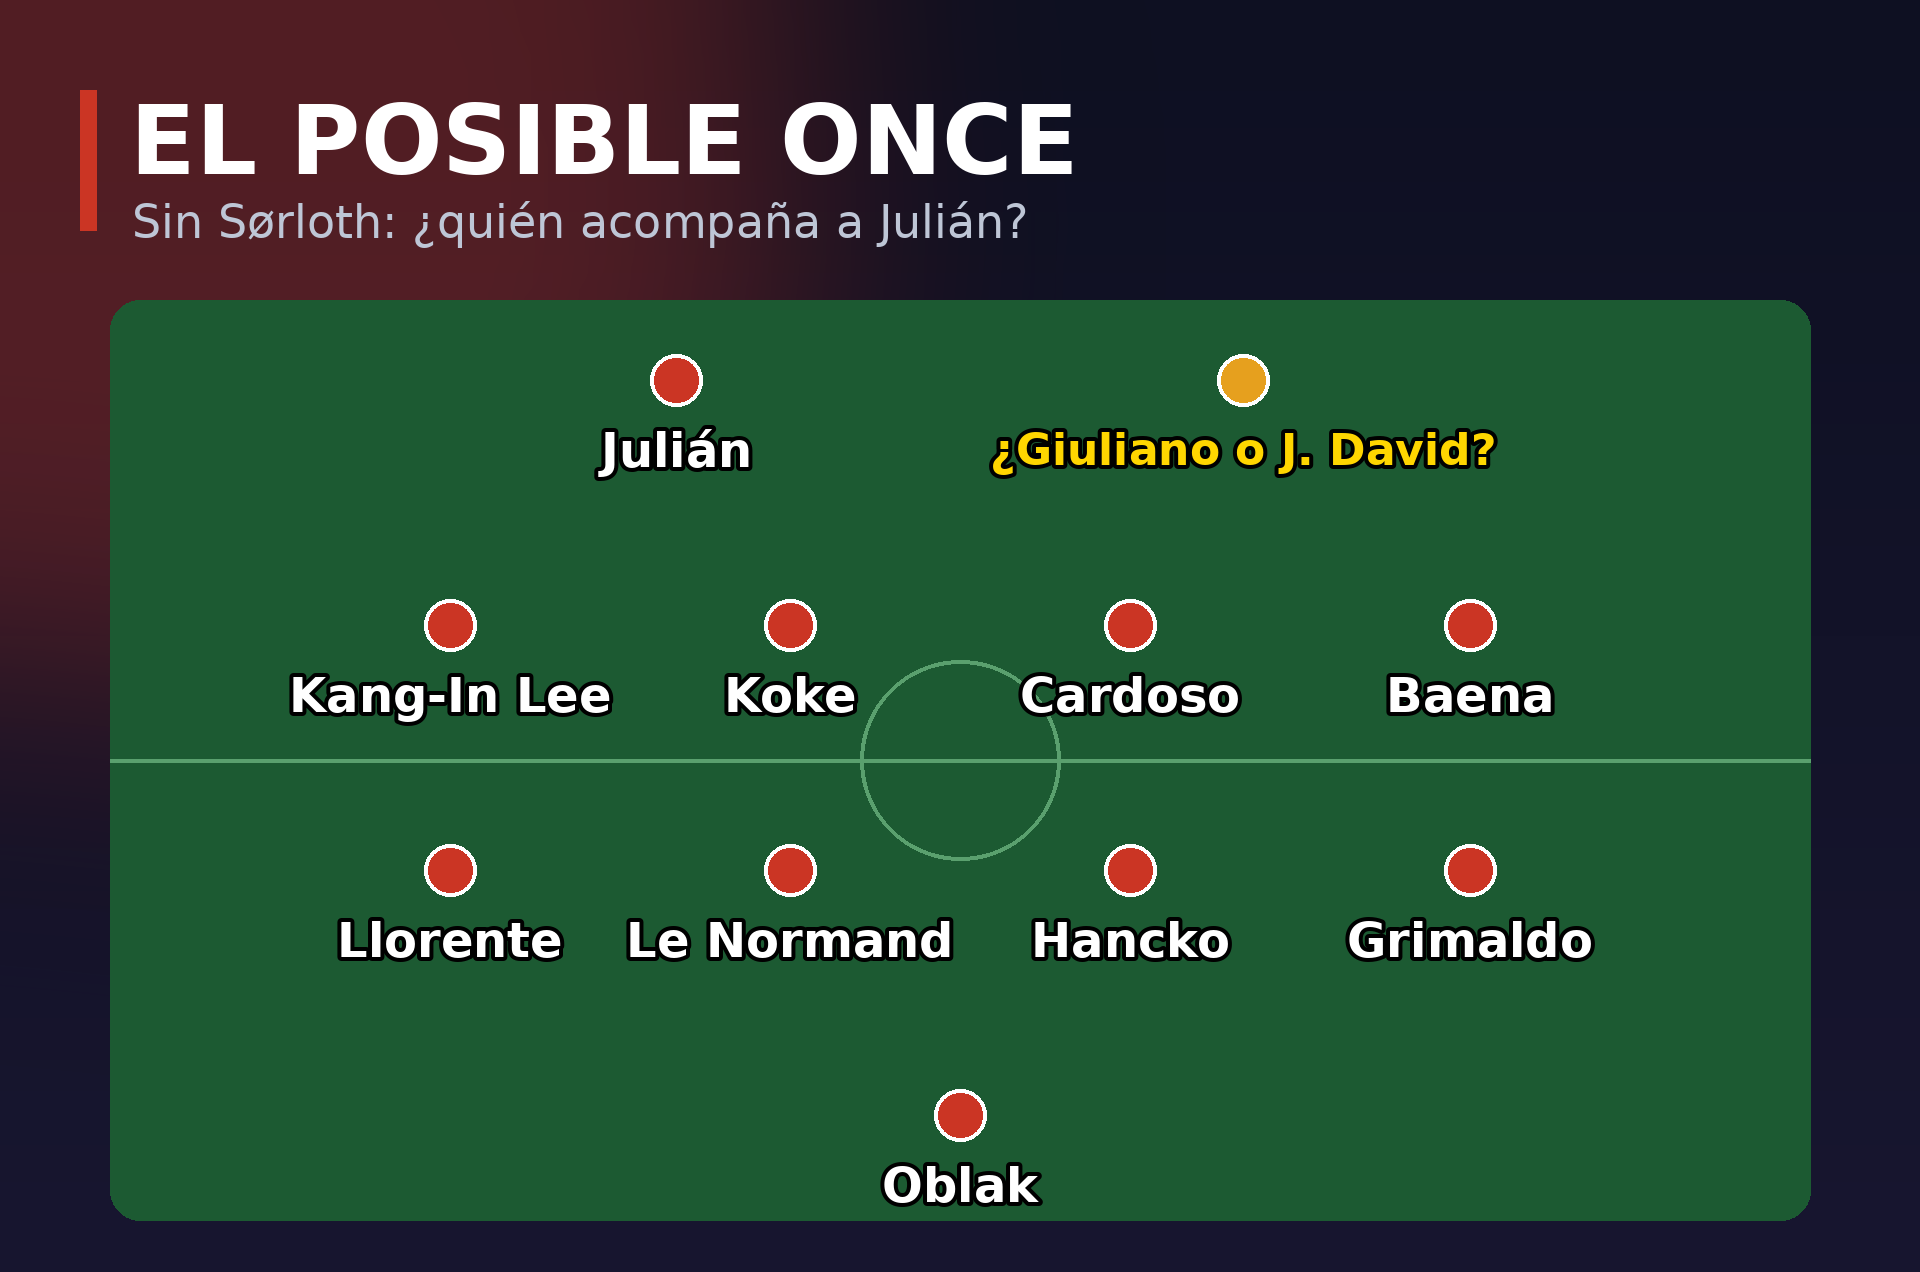 EL POSIBLE ONCE
Sin Sørloth: ¿quién acompaña a Julián?
Julián
¿Giuliano o J. David?
Kang-In Lee
Koke
Cardoso
Baena
Llorente
Le Normand
Hancko
Grimaldo
Oblak